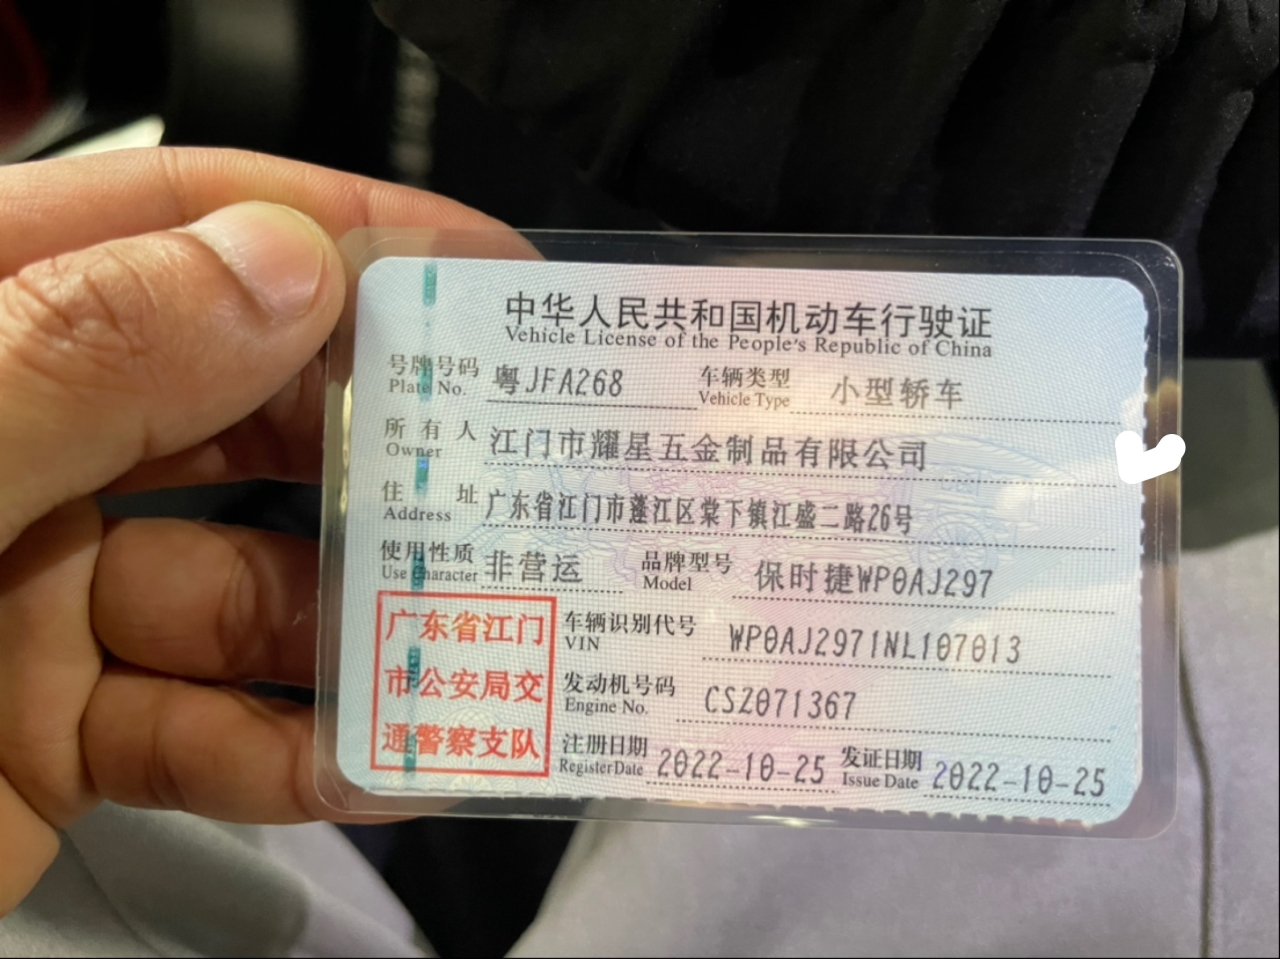 中华人民共和国机动车行驶证
Vehicle License of the People's Republic of China
号牌号码 Plate No. 粤JFA268 车辆类型 Vehicle Type 小型轿车
所有人 Owner 江门市耀星五金制品有限公司
住址 Address 广东省江门市蓬江区棠下镇江盛二路26号
使用性质 Use Character 非营运 品牌型号 Model 保时捷WP0AJ297
车辆识别代号 VIN WP0AJ2971NL107013
发动机号码 Engine No. CSZ071367
注册日期 Register Date 2022-10-25 发证日期 Issue Date 2022-10-25
广东省江门
市公安局交
通警察支队